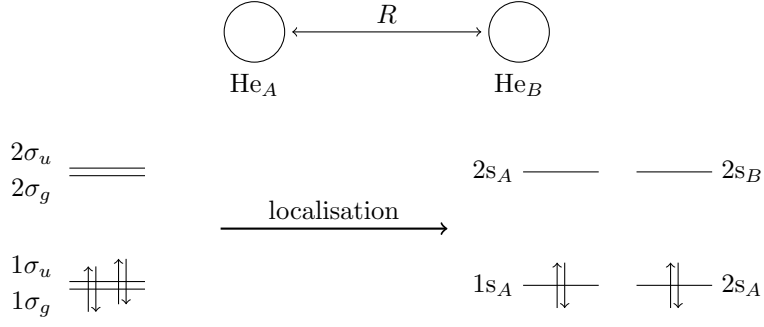 R
He_A He_B
2σ_u 2s_A 2s_B
2σ_g
localisation
1σ_u 1s_A 2s_A
1σ_g